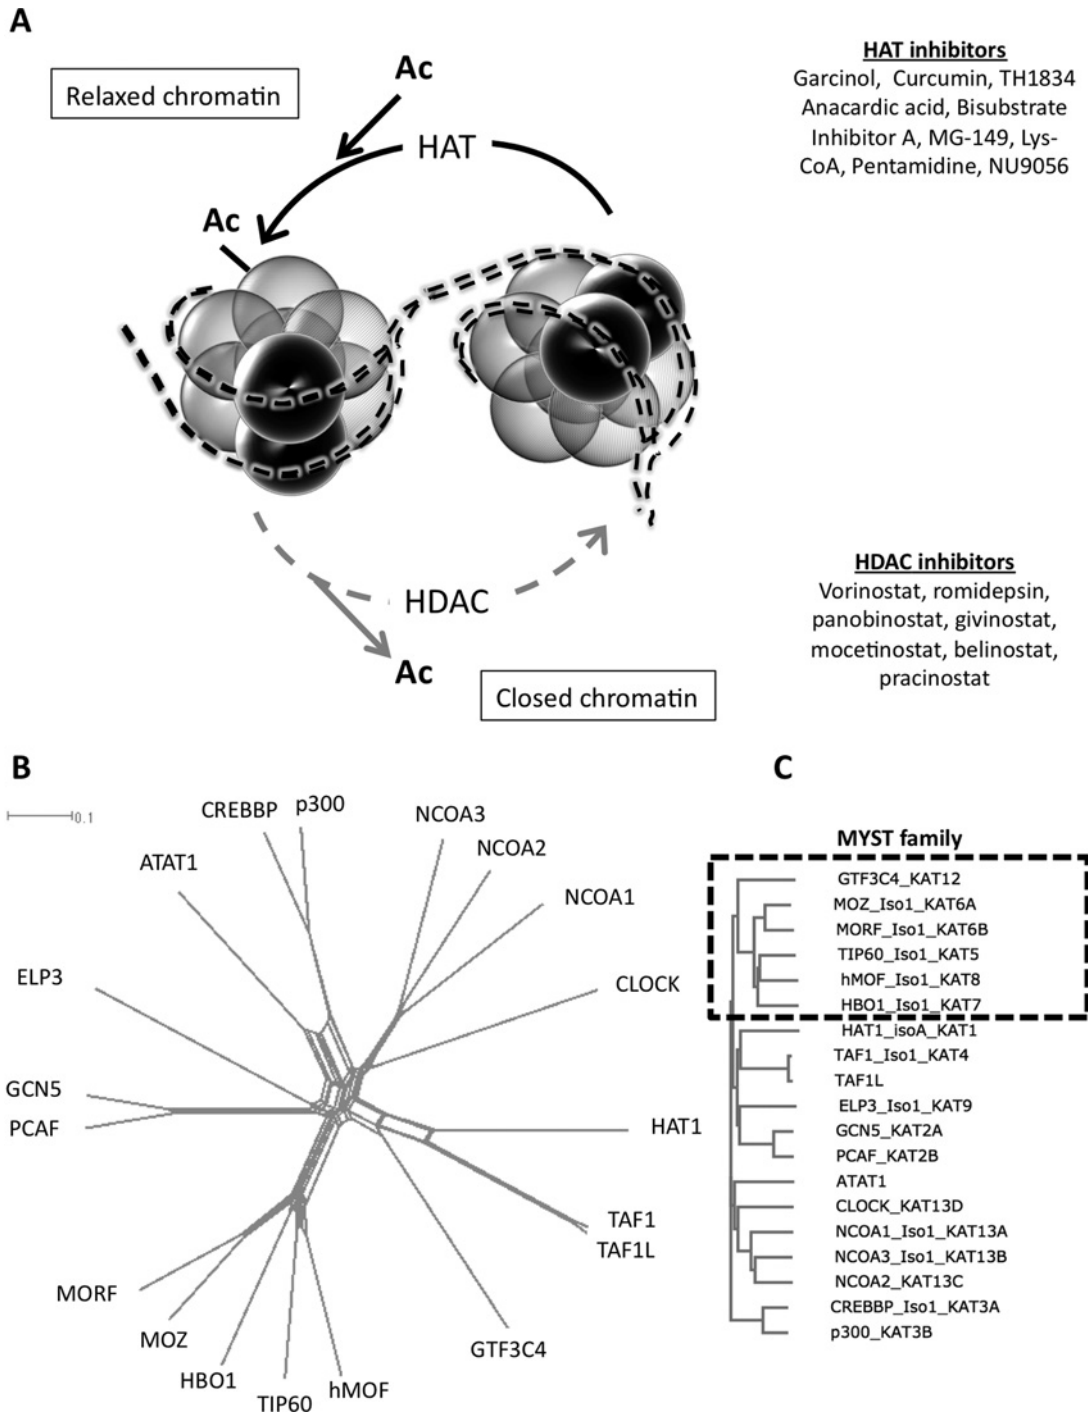 A
Relaxed chromatin
Ac
HAT
Ac
HAT inhibitors
Garcinol, Curcumin, TH1834
Anacardic acid, Bisubstrate
Inhibitor A, MG-149, Lys-
CoA, Pentamidine, NU9056
HDAC
Ac
Closed chromatin
HDAC inhibitors
Vorinostat, romidepsin,
panobinostat, givinostat,
mocetinostat, belinostat,
pracinostat
B
0.1
CREBBP
p300
NCOA3
NCOA2
ATAT1
NCOA1
ELP3
CLOCK
GCN5
PCAF
HAT1
TAF1
TAF1L
MORF
MOZ
HBO1
TIP60
hMOF
GTF3C4
C
MYST family
GTF3C4_KAT12
MOZ_Iso1_KAT6A
MORF_Iso1_KAT6B
TIP60_Iso1_KAT5
hMOF_Iso1_KAT8
HBO1_Iso1_KAT7
HAT1_isoA_KAT1
TAF1_Iso1_KAT4
TAF1L
ELP3_Iso1_KAT9
GCN5_KAT2A
PCAF_KAT2B
ATAT1
CLOCK_KAT13D
NCOA1_Iso1_KAT13A
NCOA3_Iso1_KAT13B
NCOA2_KAT13C
CREBBP_Iso1_KAT3A
p300_KAT3B